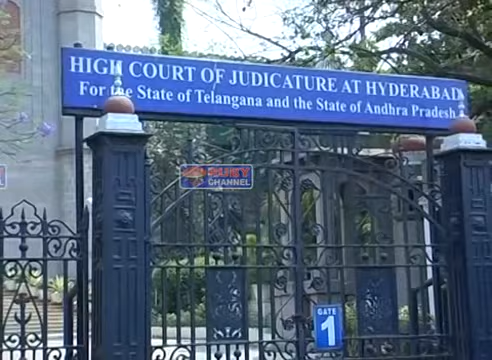 HIGH COURT OF JUDICATURE AT HYDERABAD
For the State of Telangana and the State of Andhra Pradesh
CHANNEL
GATE
1